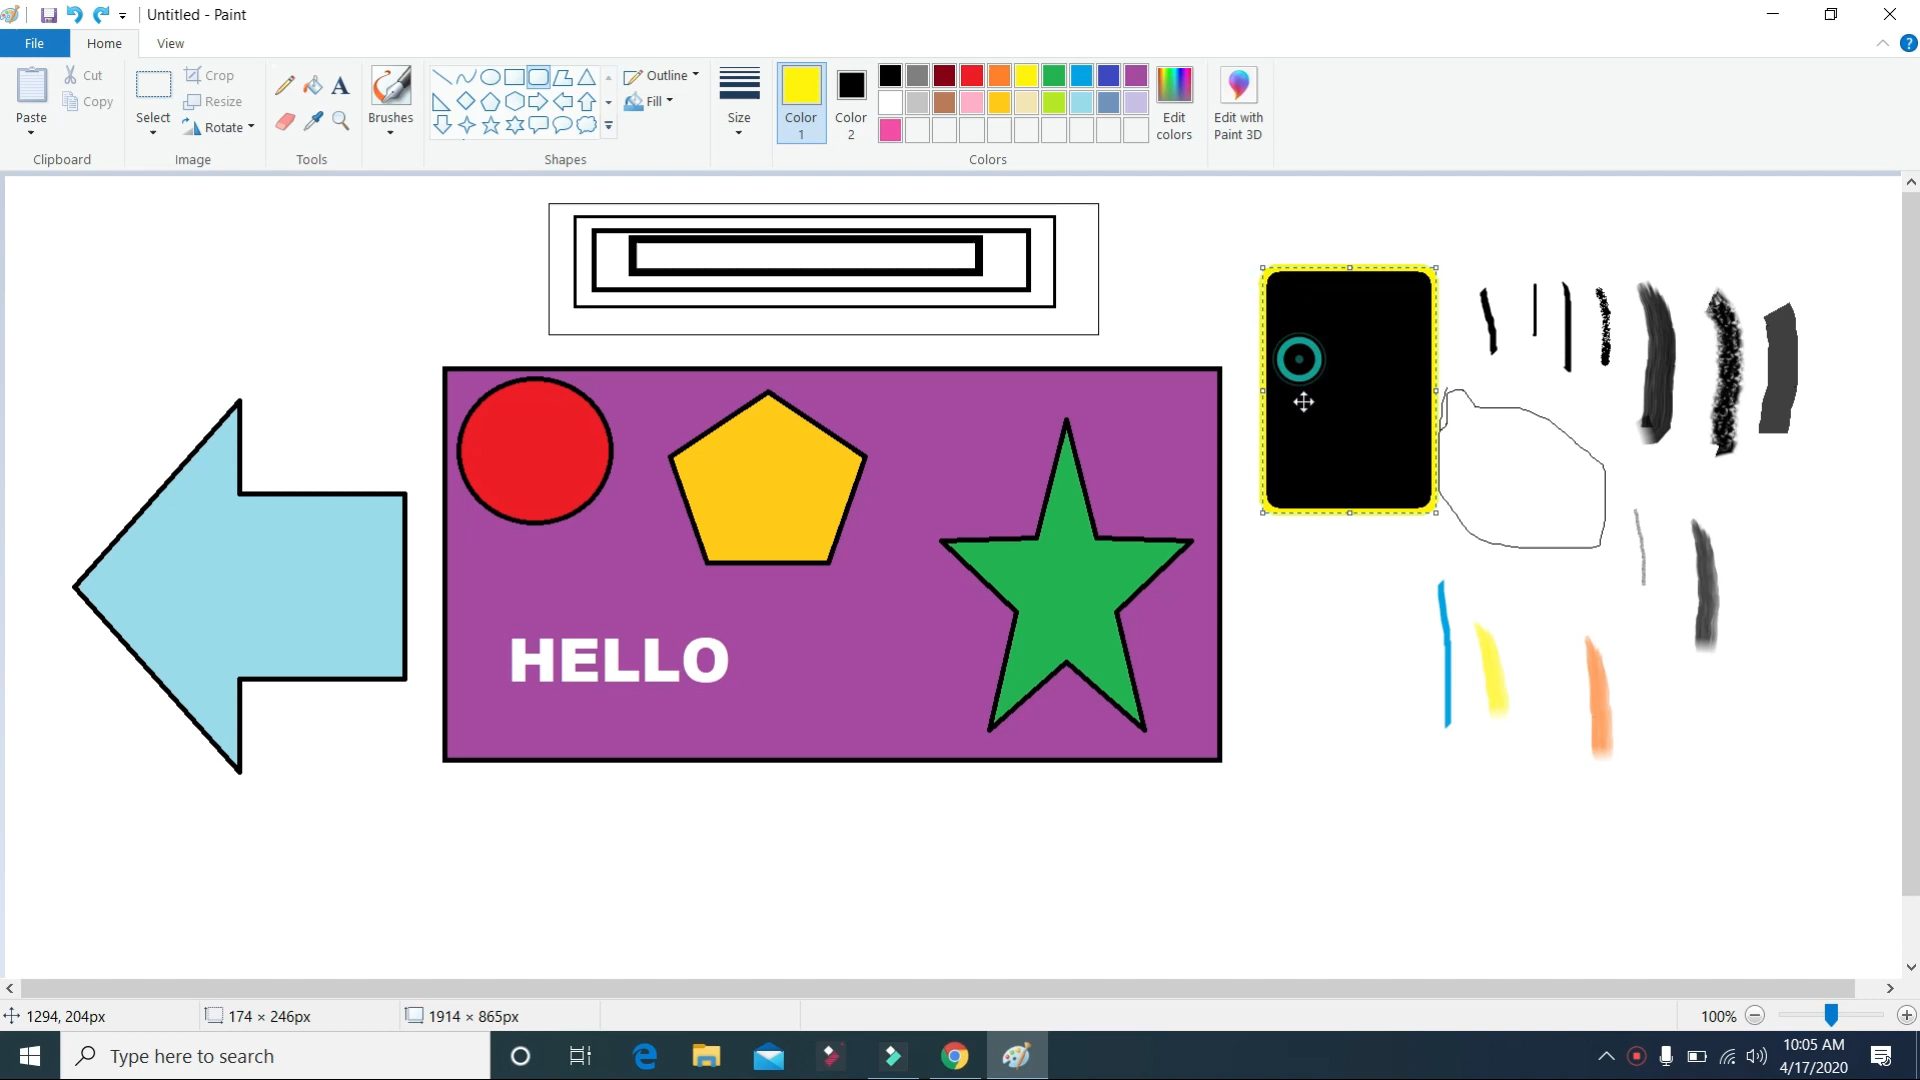 Untitled - Paint
File Home View
Paste
Cut
Copy
Clipboard
Select
Crop
Resize
Rotate
Image
A
Tools
Brushes
Outline
Fill
Shapes
Size
Color 1
Color 2
Edit colors
Colors
Edit with Paint 3D
?
HELLO
1294, 204px
174 × 246px
1914 × 865px
100%
Type here to search
10:05 AM
4/17/2020